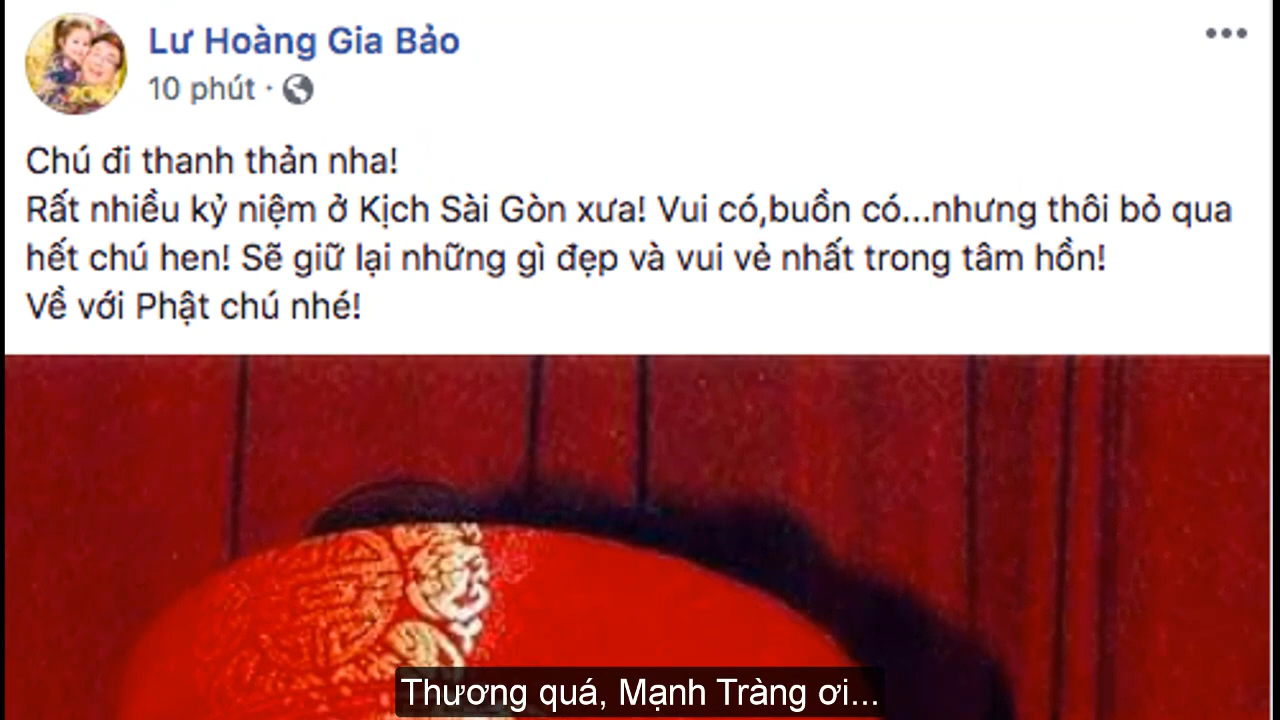 Lư Hoàng Gia Bảo
10 phút ·
Chú đi thanh thản nha!
Rất nhiều kỷ niệm ở Kịch Sài Gòn xưa! Vui có,buồn có...nhưng thôi bỏ qua
hết chú hen! Sẽ giữ lại những gì đẹp và vui vẻ nhất trong tâm hồn!
Về với Phật chú nhé!
Thương quá, Mạnh Tràng ơi...